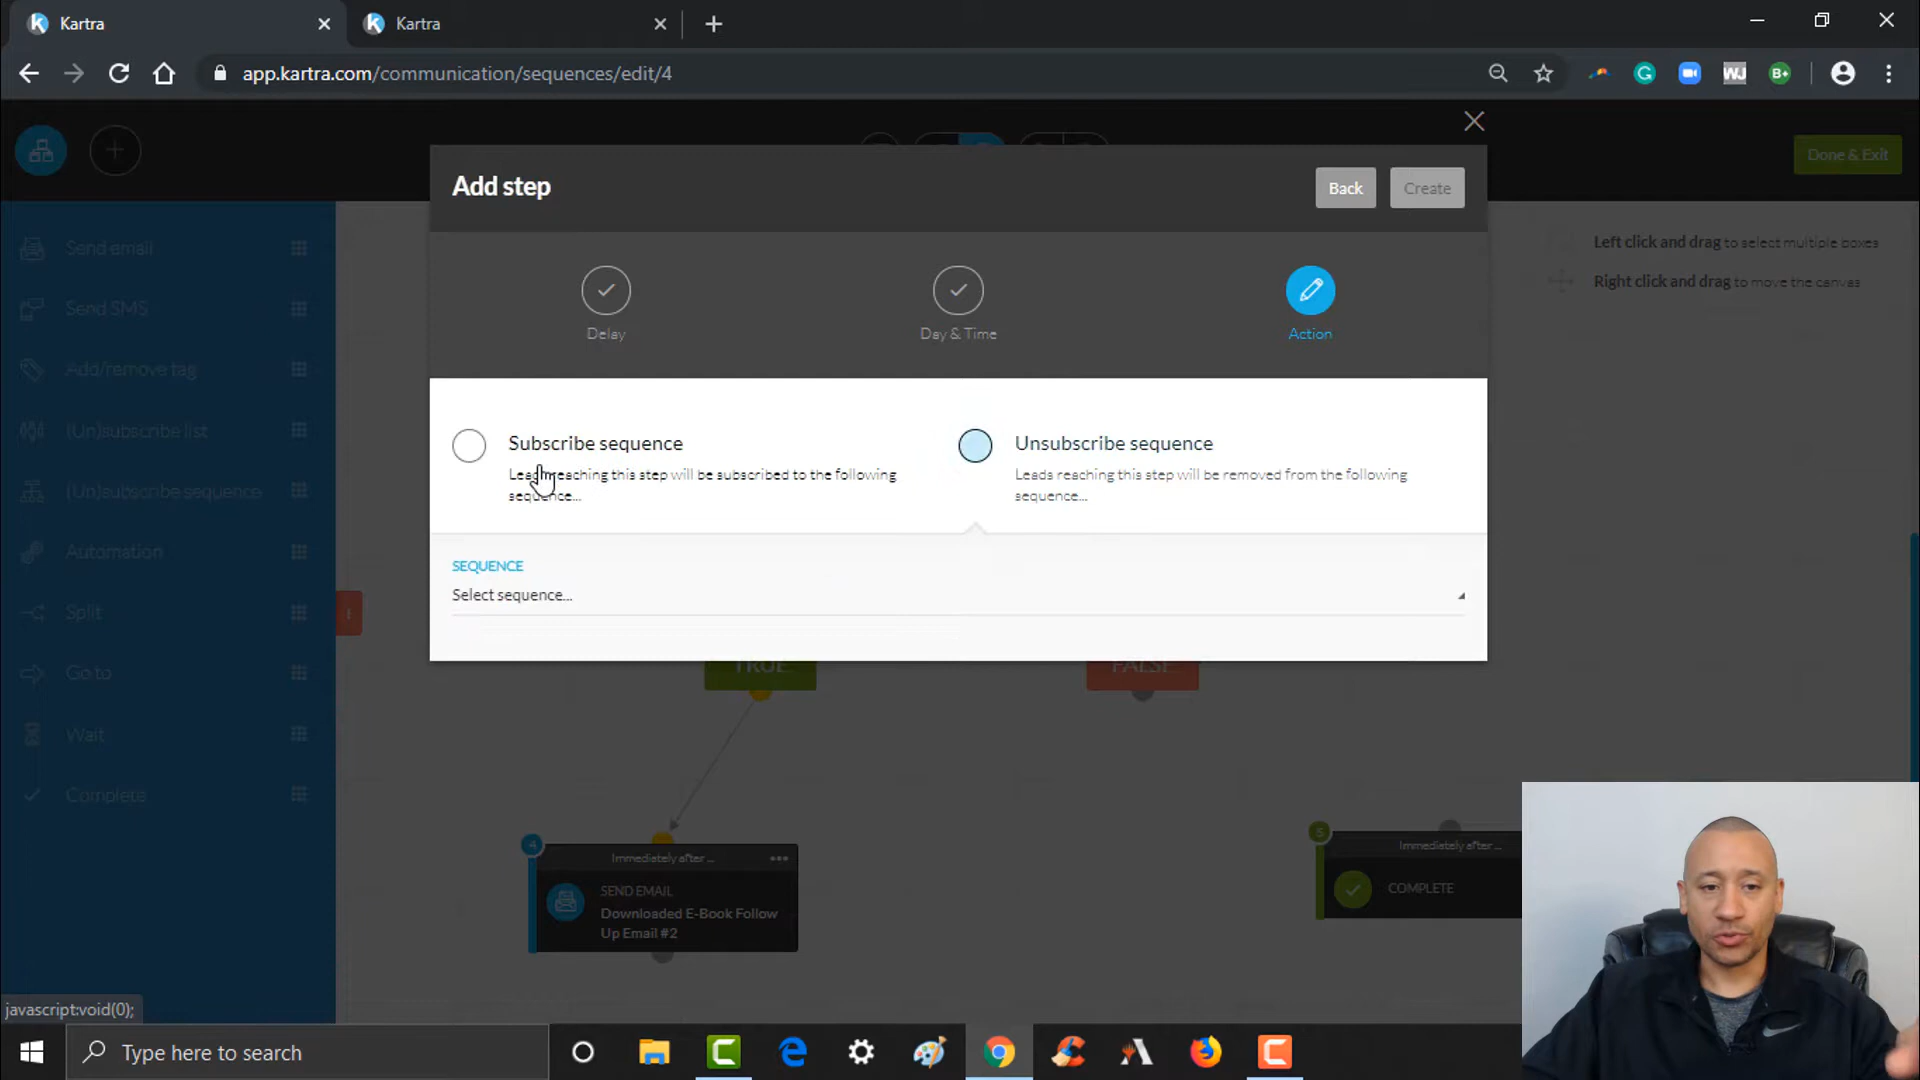 Kartra
Kartra
app.kartra.com/communication/sequences/edit/4
WJ
B+
Done & Exit
Add step
Back
Create
Delay
Day & Time
Action
Send email
Send SMS
Add/remove tag
(Un)subscribe list
(Un)subscribe sequence
Automation
Split
Go to
Wait
Complete
Left click and drag to select multiple boxes
Right click and drag to move the canvas
Subscribe sequence
Leads reaching this step will be subscribed to the following
sequence...
Unsubscribe sequence
Leads reaching this step will be removed from the following
sequence...
SEQUENCE
Select sequence...
TRUE
FALSE
4
Immediately after ...
SEND EMAIL
Downloaded E-Book Follow
Up Email #2
5
Immediately after ...
COMPLETE
javascript:void(0);
Type here to search